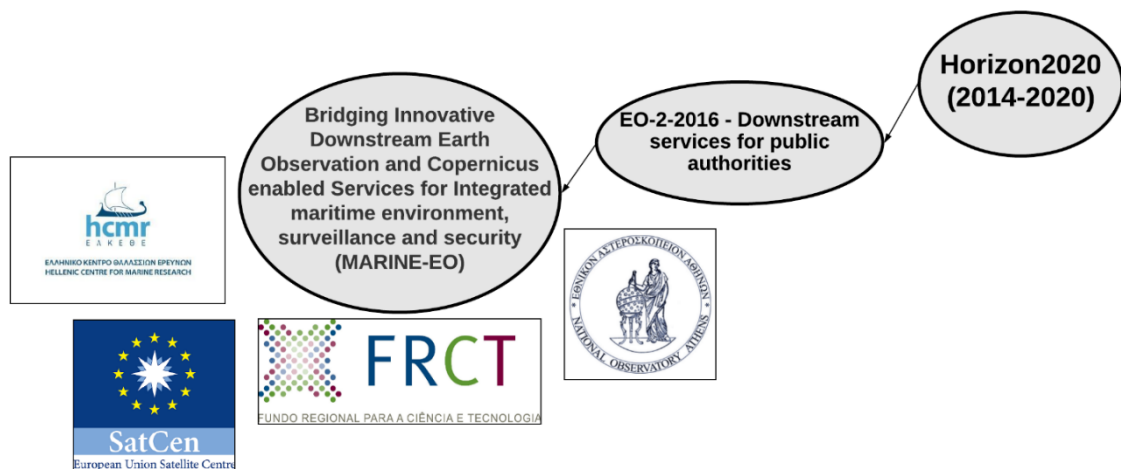 Horizon2020
(2014-2020)
EO-2-2016 - Downstream
services for public
authorities
Bridging Innovative
Downstream Earth
Observation and Copernicus
enabled Services for Integrated
maritime environment,
surveillance and security
(MARINE-EO)
hcmr
ΕΛΚΕΘΕ
ΕΛΛΗΝΙΚΟ ΚΕΝΤΡΟ ΘΑΛΑΣΣΙΩΝ ΕΡΕΥΝΩΝ
HELLENIC CENTRE FOR MARINE RESEARCH
ΕΘΝΙΚΟΝ ΑΣΤΕΡΟΣΚΟΠΕΙΟΝ ΑΘΗΝΩΝ
NATIONAL OBSERVATORY ATHENS
FRCT
FUNDO REGIONAL PARA A CIÊNCIA E TECNOLOGIA
SatCen
European Union Satellite Centre